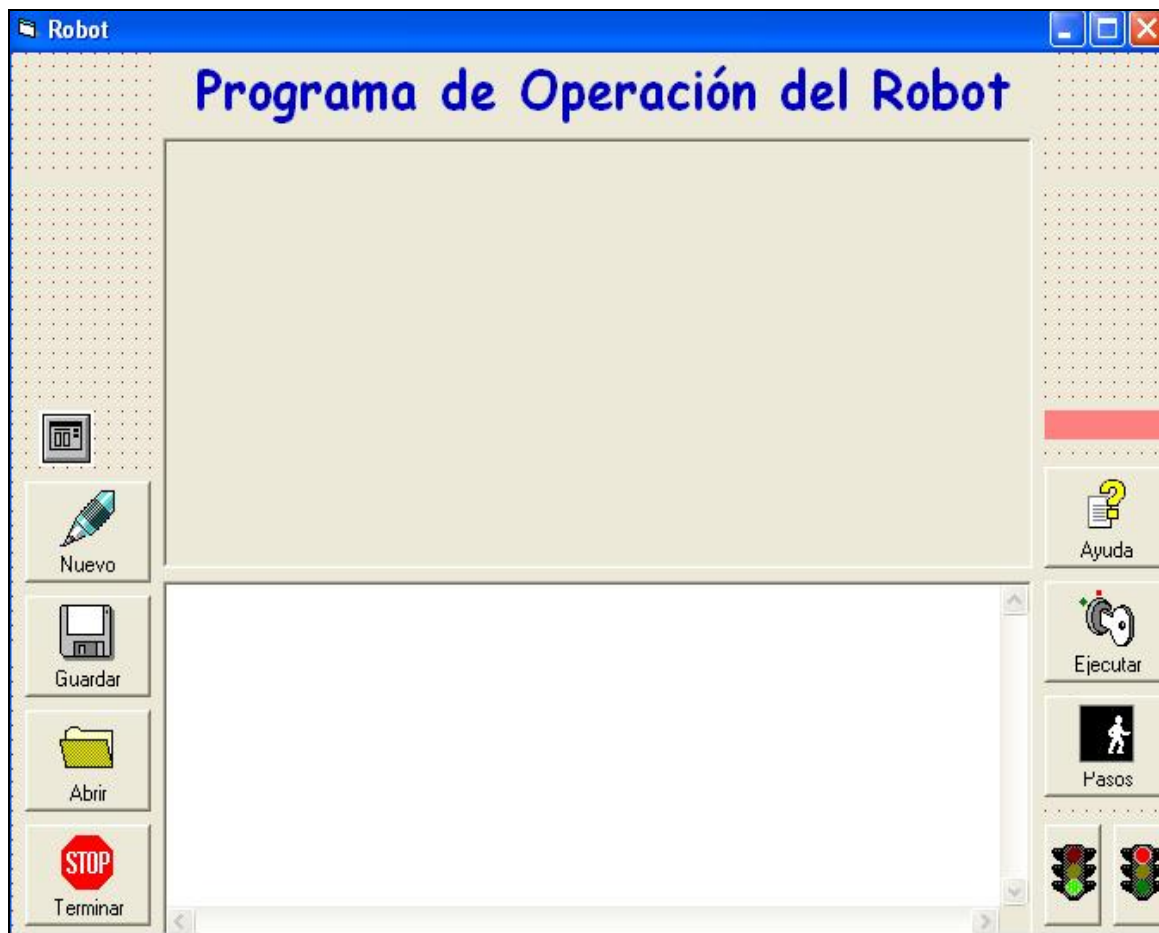 Robot
Programa de Operación del Robot
Nuevo
Guardar
Abrir
STOP
Terminar
Ayuda
Ejecutar
Pasos